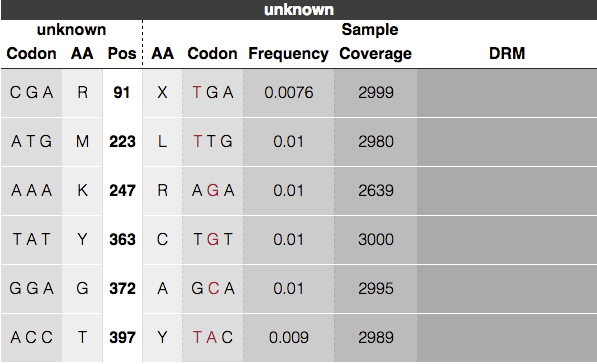 unknown
unknown Sample
Codon AA Pos AA Codon Frequency Coverage DRM
C G A R 91 X T G A 0.0076 2999
A T G M 223 L T T G 0.01 2980
A A A K 247 R A G A 0.01 2639
T A T Y 363 C T G T 0.01 3000
G G A G 372 A G C A 0.01 2995
A C C T 397 Y T A C 0.009 2989